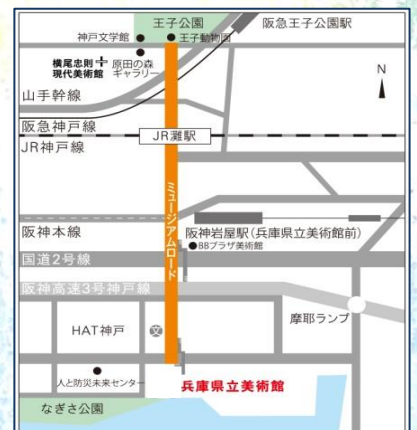 王子公園
阪急王子公園駅
神戸文学館
王子動物園
横尾忠則
現代美術館
原田の森
ギャラリー
N
山手幹線
阪急神戸線
JR灘駅
JR神戸線
ミュージアムロード
阪神本線
阪神岩屋駅(兵庫県立美術館前)
BBプラザ美術館
国道2号線
阪神高速3号神戸線
摩耶ランプ
HAT神戸
文
人と防災未来センター
兵庫県立美術館
なぎさ公園